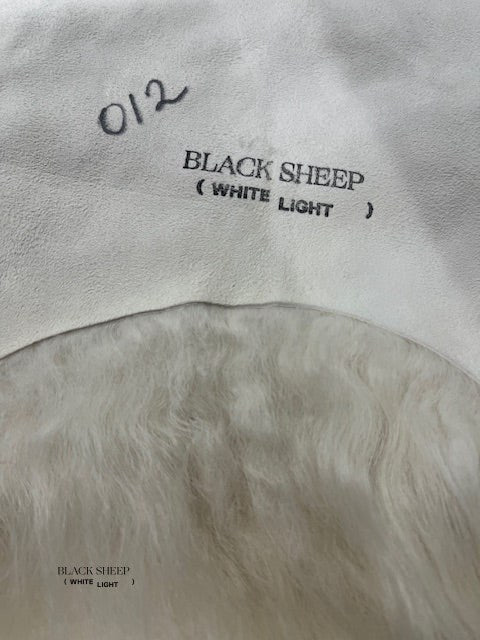 012
BLACK SHEEP
( WHITE LIGHT )
BLACK SHEEP
( WHITE LIGHT )